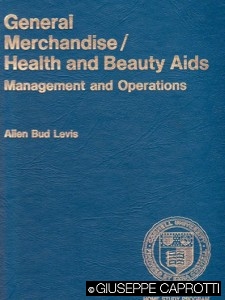 General
Merchandise/
Health and Beauty Aids
Management and Operations
Allen Bud Levis
HOME STUDY PROGRAM
© GIUSEPPE CAPROTTI